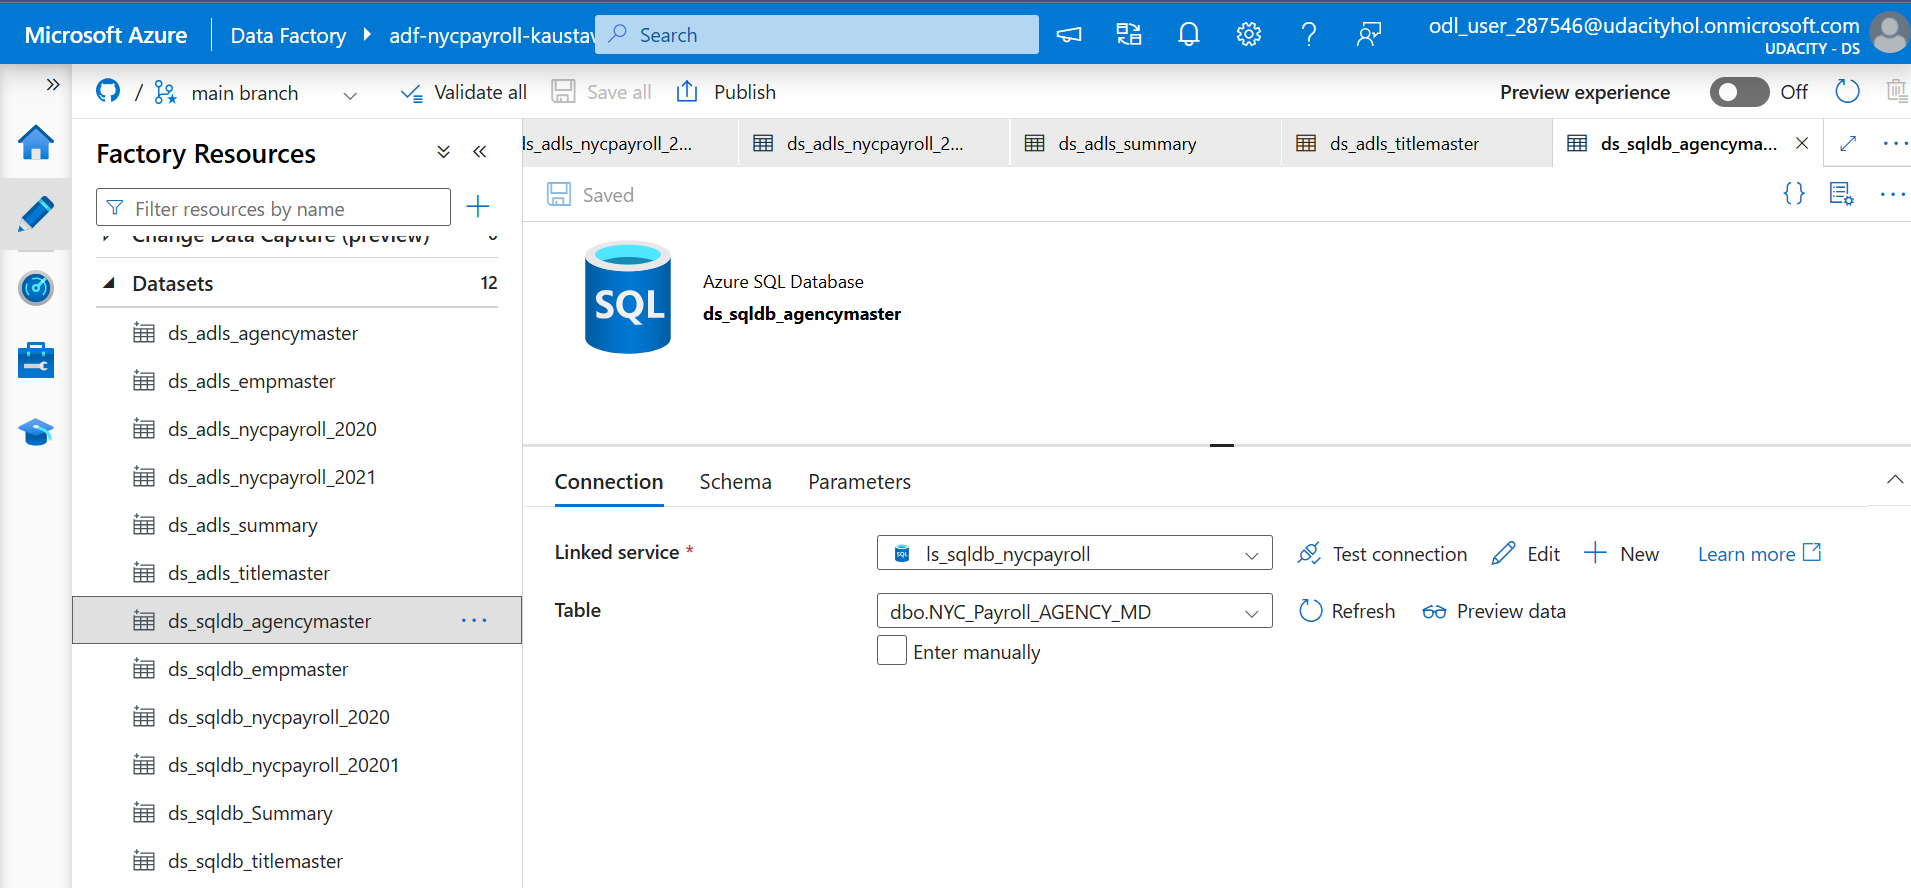 Microsoft Azure
Data Factory
adf-nycpayroll-kaustav
Search
odl_user_287546@udacityhol.onmicrosoft.com
UDACITY - DS
/
main branch
Validate all
Save all
Publish
Preview experience
Off
Factory Resources
Filter resources by name
Change Data Capture (preview)
Datasets 12
ds_adls_agencymaster
ds_adls_empmaster
ds_adls_nycpayroll_2020
ds_adls_nycpayroll_2021
ds_adls_summary
ds_adls_titlemaster
ds_sqldb_agencymaster
ds_sqldb_empmaster
ds_sqldb_nycpayroll_2020
ds_sqldb_nycpayroll_20201
ds_sqldb_Summary
ds_sqldb_titlemaster
ds_adls_nycpayroll_2...
ds_adls_nycpayroll_2...
ds_adls_summary
ds_adls_titlemaster
ds_sqldb_agencyma...
Saved
{}
SQL
Azure SQL Database
ds_sqldb_agencymaster
Connection
Schema
Parameters
Linked service *
SQL
ls_sqldb_nycpayroll
Test connection
Edit
New
Learn more
Table
dbo.NYC_Payroll_AGENCY_MD
Refresh
Preview data
Enter manually